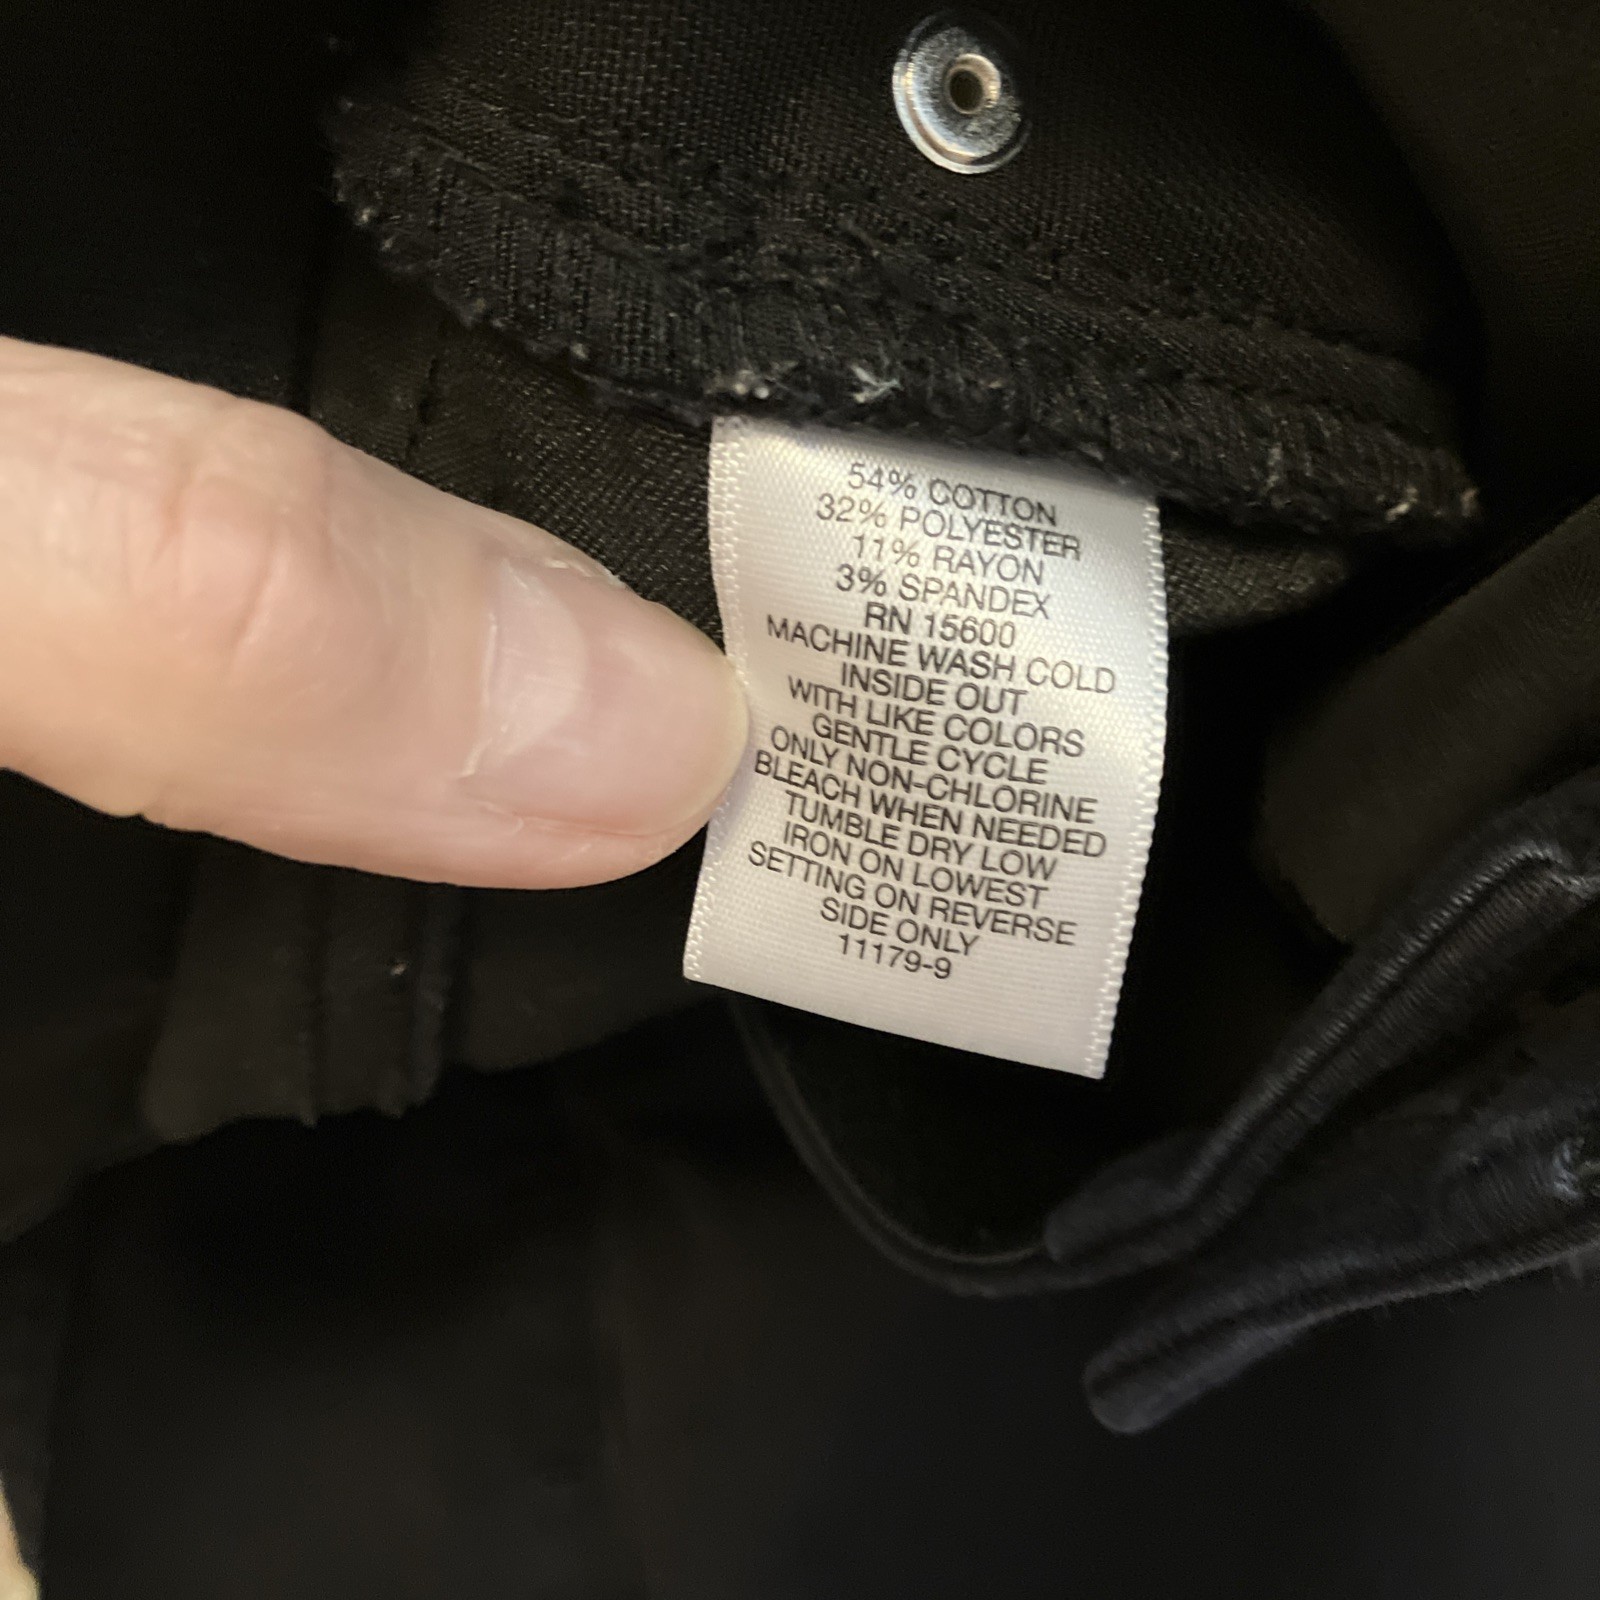 54% COTTON
32% POLYESTER
11% RAYON
3% SPANDEX
RN 15600
MACHINE WASH COLD
INSIDE OUT
WITH LIKE COLORS
GENTLE CYCLE
ONLY NON-CHLORINE
BLEACH WHEN NEEDED
TUMBLE DRY LOW
IRON ON LOWEST
SETTING ON REVERSE
SIDE ONLY
11179-9